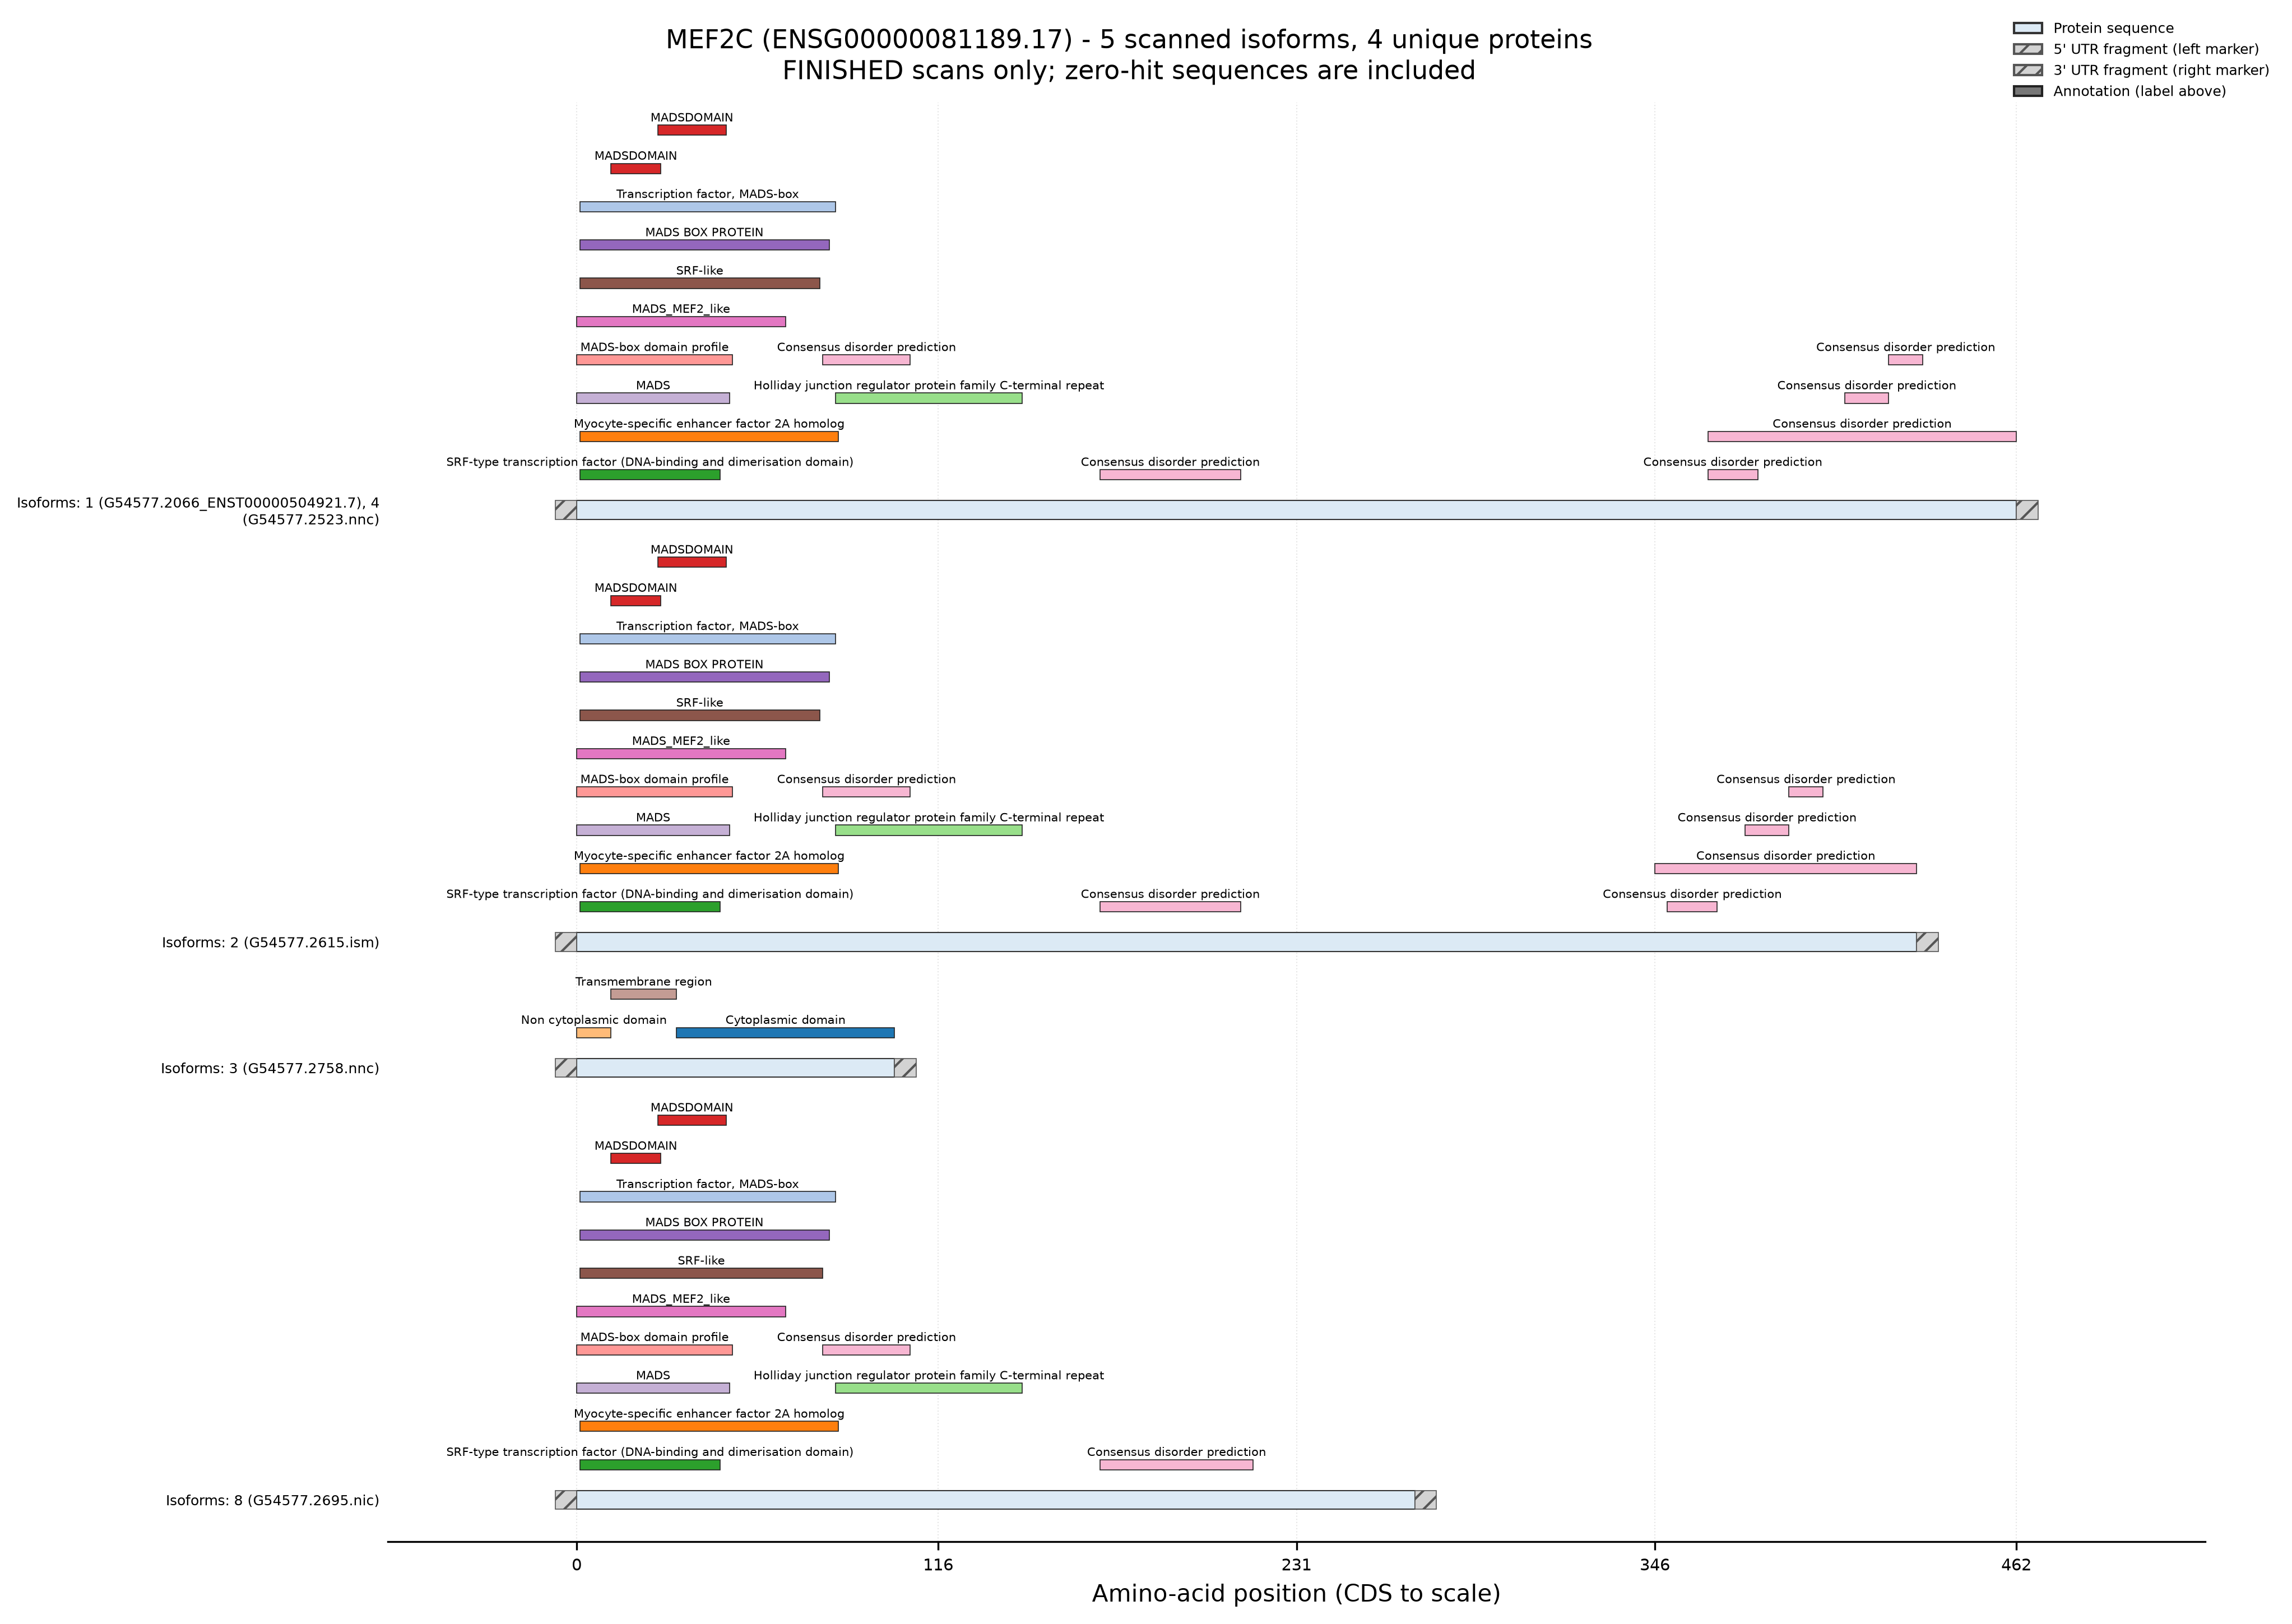 MEF2C (ENSG00000081189.17) - 5 scanned isoforms, 4 unique proteins
FINISHED scans only; zero-hit sequences are included
Protein sequence
5' UTR fragment (left marker)
3' UTR fragment (right marker)
Annotation (label above)
MADSDOMAIN
MADSDOMAIN
Transcription factor, MADS-box
MADS BOX PROTEIN
SRF-like
MADS_MEF2_like
MADS-box domain profile Consensus disorder prediction Consensus disorder prediction
MADS Holliday junction regulator protein family C-terminal repeat Consensus disorder prediction
Myocyte-specific enhancer factor 2A homolog Consensus disorder prediction
SRF-type transcription factor (DNA-binding and dimerisation domain) Consensus disorder prediction Consensus disorder prediction
Isoforms: 1 (G54577.2066_ENST00000504921.7), 4
(G54577.2523.nnc)
MADSDOMAIN
MADSDOMAIN
Transcription factor, MADS-box
MADS BOX PROTEIN
SRF-like
MADS_MEF2_like
MADS-box domain profile Consensus disorder prediction Consensus disorder prediction
MADS Holliday junction regulator protein family C-terminal repeat Consensus disorder prediction
Myocyte-specific enhancer factor 2A homolog Consensus disorder prediction
SRF-type transcription factor (DNA-binding and dimerisation domain) Consensus disorder prediction Consensus disorder prediction
Isoforms: 2 (G54577.2615.ism)
Transmembrane region
Non cytoplasmic domain Cytoplasmic domain
Isoforms: 3 (G54577.2758.nnc)
MADSDOMAIN
MADSDOMAIN
Transcription factor, MADS-box
MADS BOX PROTEIN
SRF-like
MADS_MEF2_like
MADS-box domain profile Consensus disorder prediction
MADS Holliday junction regulator protein family C-terminal repeat
Myocyte-specific enhancer factor 2A homolog
SRF-type transcription factor (DNA-binding and dimerisation domain) Consensus disorder prediction
Isoforms: 8 (G54577.2695.nic)
0 116 231 346 462
Amino-acid position (CDS to scale)